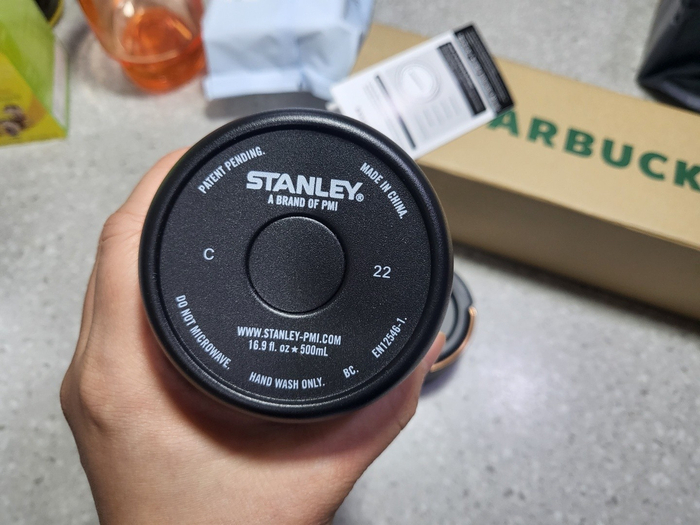 PATENT PENDING.
STANLEY®
A BRAND OF PMI
MADE IN CHINA.
C
22
WWW.STANLEY-PMI.COM
16.9 fl. oz ★ 500mL
DO NOT MICROWAVE.
HAND WASH ONLY.
BC.
EN12546-1.
ARBUCK